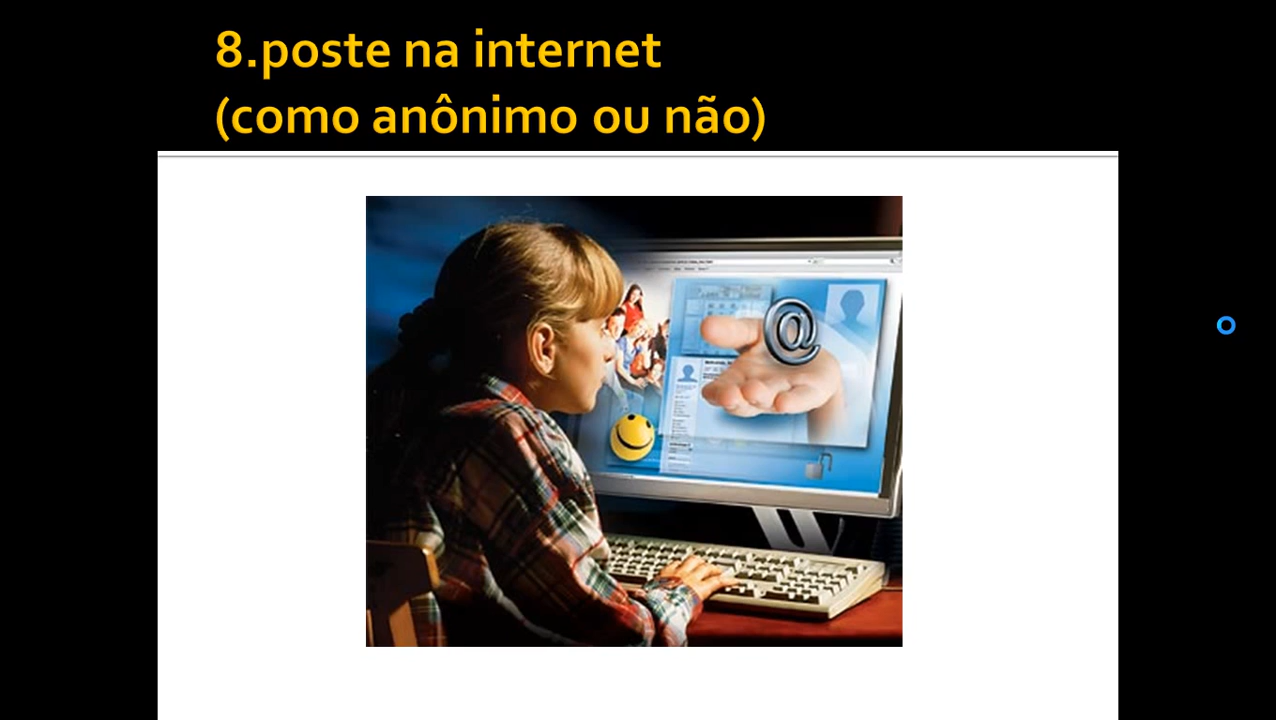 8.poste na internet
(como anônimo ou não)
@